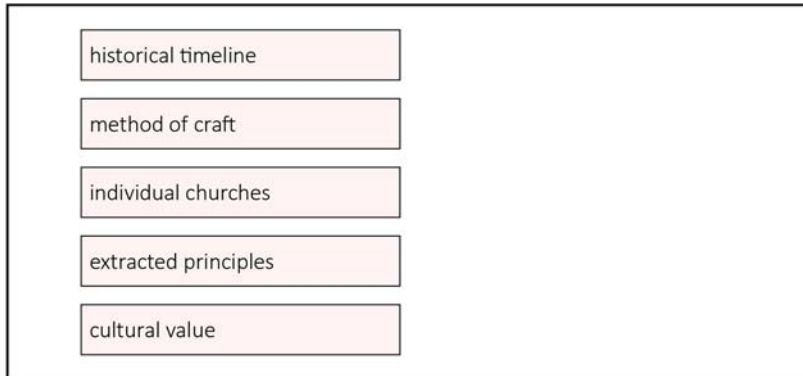 historical timeline
method of craft
individual churches
extracted principles
cultural value